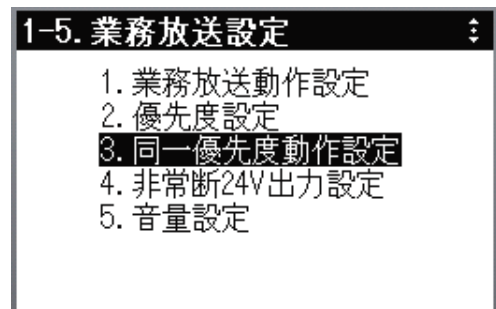 1-5. 業務放送設定
1. 業務放送動作設定
2. 優先度設定
3. 同一優先度動作設定
4. 非常断24V出力設定
5. 音量設定